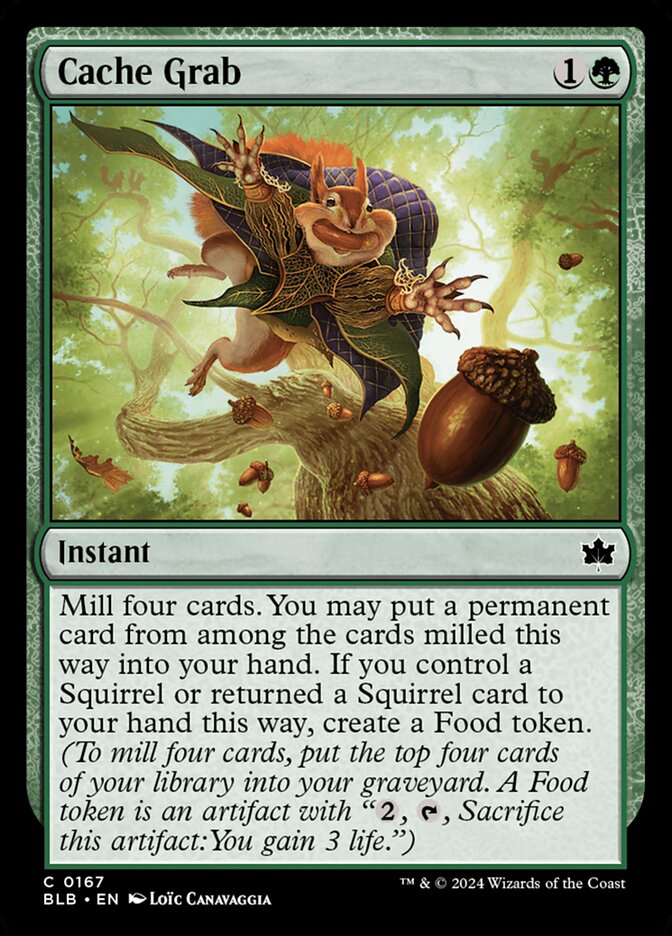 Cache Grab 1
Instant
Mill four cards. You may put a permanent
card from among the cards milled this
way into your hand. If you control a
Squirrel or returned a Squirrel card to
your hand this way, create a Food token.
(To mill four cards, put the top four cards
of your library into your graveyard. A Food
token is an artifact with “2, , Sacrifice
this artifact:You gain 3 life.”)
C 0167
BLB • EN Loïc Canavaggia
™ & © 2024 Wizards of the Coast